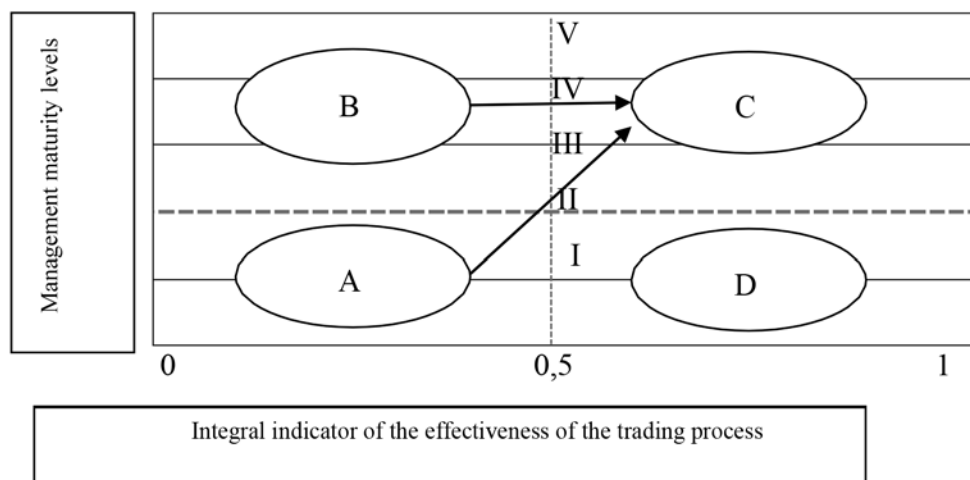 Management maturity levels
V
B
IV
C
III
II
A
I
D
0
0,5
1
Integral indicator of the effectiveness of the trading process